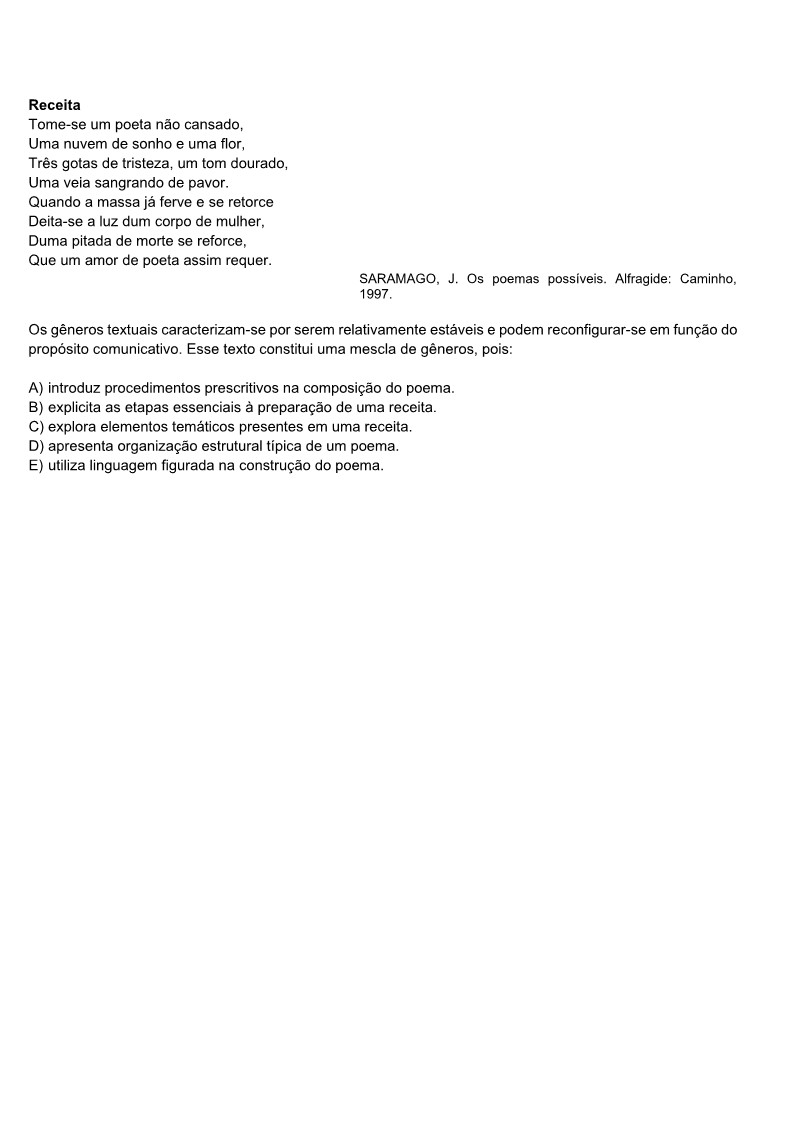 Receita
Tome-se um poeta não cansado,
Uma nuvem de sonho e uma flor,
Três gotas de tristeza, um tom dourado,
Uma veia sangrando de pavor.
Quando a massa já ferve e se retorce
Deita-se a luz dum corpo de mulher,
Duma pitada de morte se reforce,
Que um amor de poeta assim requer.
SARAMAGO, J. Os poemas possíveis. Alfragide: Caminho,
1997.
Os gêneros textuais caracterizam-se por serem relativamente estáveis e podem reconfigurar-se em função do
propósito comunicativo. Esse texto constitui uma mescla de gêneros, pois:
A) introduz procedimentos prescritivos na composição do poema.
B) explicita as etapas essenciais à preparação de uma receita.
C) explora elementos temáticos presentes em uma receita.
D) apresenta organização estrutural típica de um poema.
E) utiliza linguagem figurada na construção do poema.